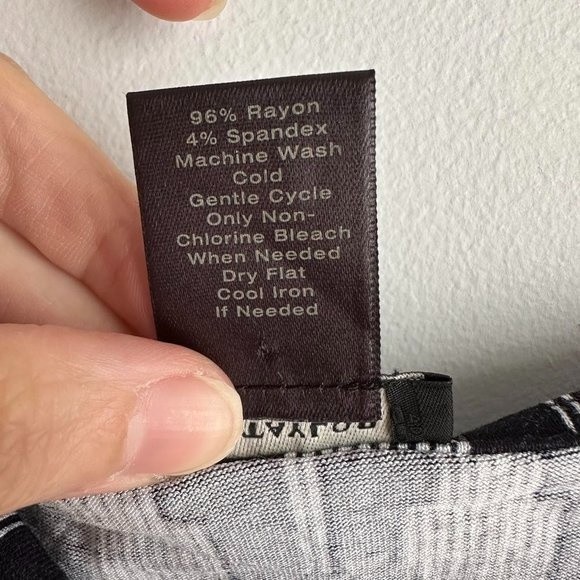 96% Rayon
4% Spandex
Machine Wash
Cold
Gentle Cycle
Only Non-
Chlorine Bleach
When Needed
Dry Flat
Cool Iron
If Needed